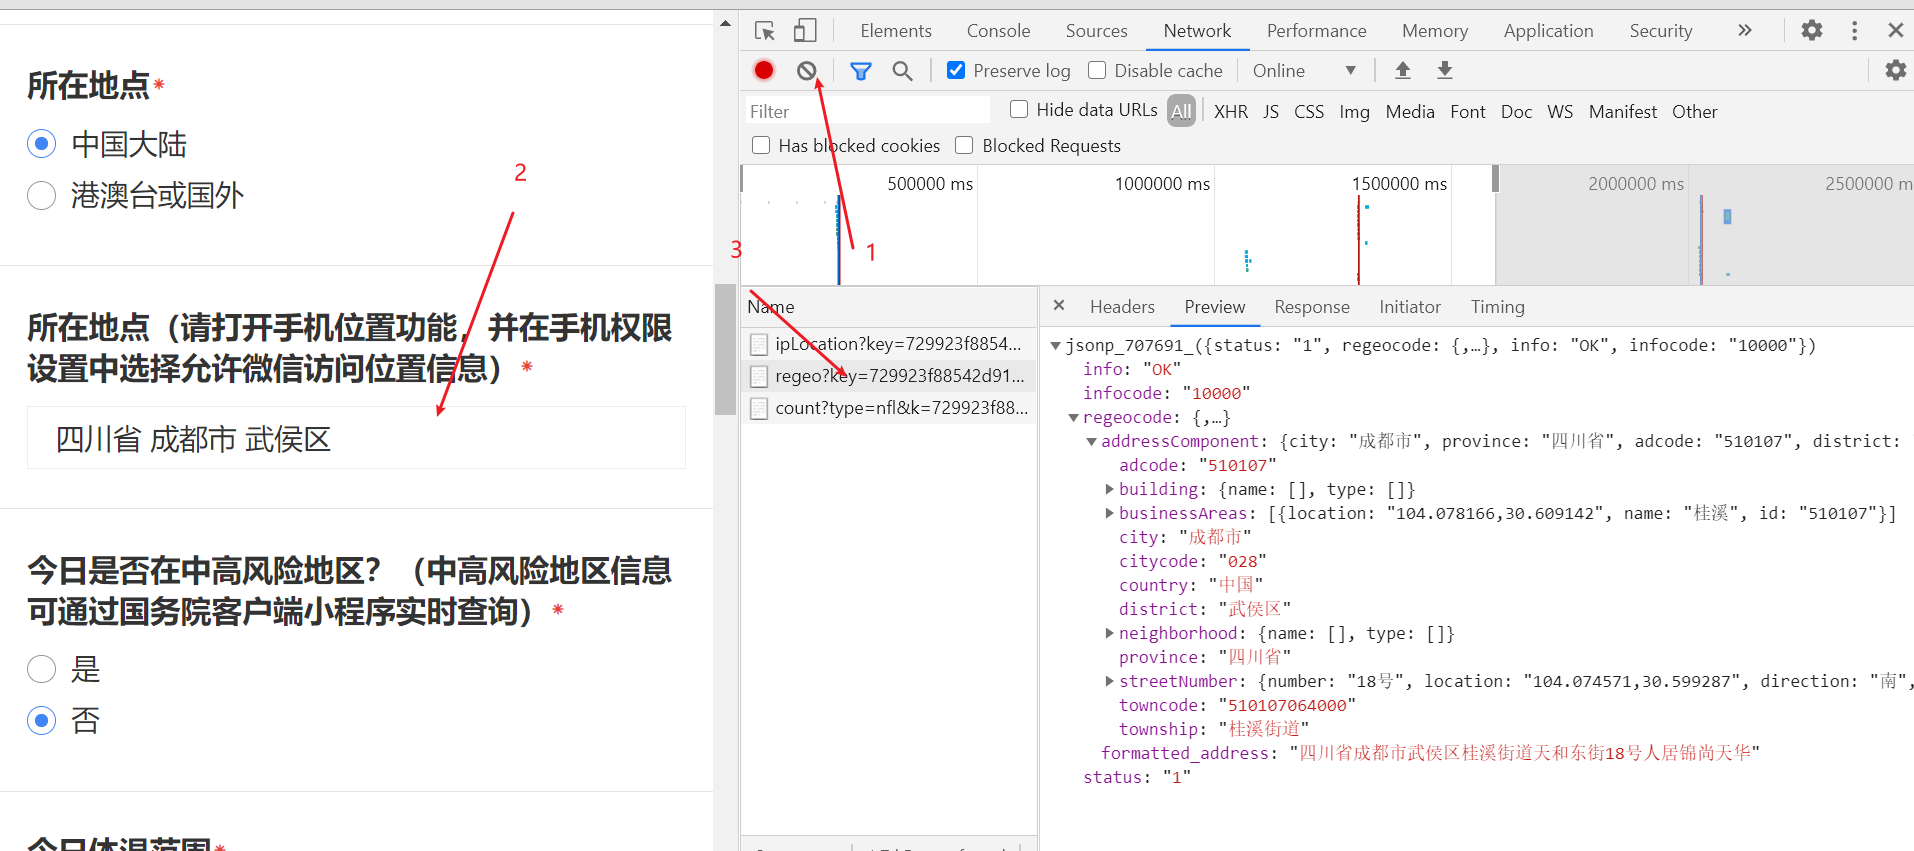 所在地点*
中国大陆
港澳台或国外
2
所在地点（请打开手机位置功能，并在手机权限
设置中选择允许微信访问位置信息）*
四川省 成都市 武侯区
今日是否在中高风险地区？（中高风险地区信息
可通过国务院客户端小程序实时查询）*
是
否
今日体温范围*
Elements Console Sources Network Performance Memory Application Security
Preserve log Disable cache Online
Filter Hide data URLs All XHR JS CSS Img Media Font Doc WS Manifest Other
Has blocked cookies Blocked Requests
500000 ms 1000000 ms 1500000 ms 2000000 ms 2500000 m
3
1
Name
ipLocation?key=729923f8854...
regeo?key=729923f88542d91...
count?type=nfl&k=729923f88...
Headers Preview Response Initiator Timing
jsonp_707691_({status: "1", regeocode: {,…}, info: "OK", infocode: "10000"})
info: "OK"
infocode: "10000"
regeocode: {,…}
addressComponent: {city: "成都市", province: "四川省", adcode: "510107", district: "
adcode: "510107"
building: {name: [], type: []}
businessAreas: [{location: "104.078166,30.609142", name: "桂溪", id: "510107"}]
city: "成都市"
citycode: "028"
country: "中国"
district: "武侯区"
neighborhood: {name: [], type: []}
province: "四川省"
streetNumber: {number: "18号", location: "104.074571,30.599287", direction: "南",
towncode: "510107064000"
township: "桂溪街道"
formatted_address: "四川省成都市武侯区桂溪街道天和东街18号人居锦尚天华"
status: "1"